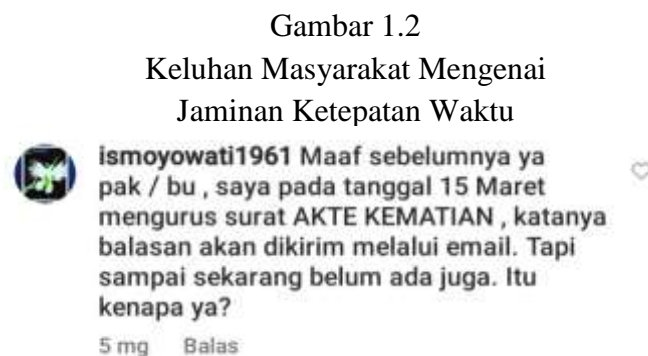 Gambar 1.2
Keluhan Masyarakat Mengenai
Jaminan Ketepatan Waktu
ismoyowati1961 Maaf sebelumnya ya
pak / bu , saya pada tanggal 15 Maret
mengurus surat AKTE KEMATIAN , katanya
balasan akan dikirim melalui email. Tapi
sampai sekarang belum ada juga. Itu
kenapa ya?
5 mg Balas